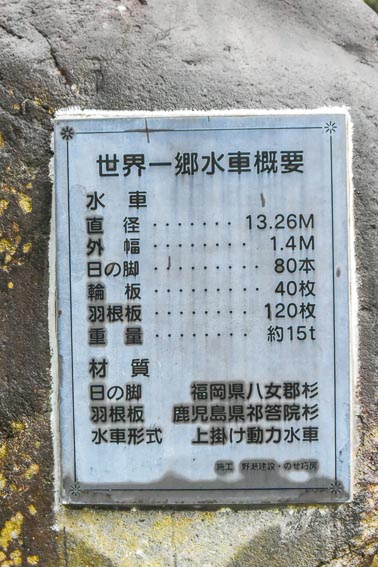 世界一郷水車概要
水車
直径・・・・・・・・13.26M
外幅・・・・・・・・1.4M
日の脚・・・・・・・・80本
輪板・・・・・・・・40枚
羽根板・・・・・・・・120枚
重量・・・・・・・・約15t
材質
日の脚 福岡県八女郡杉
羽根板 鹿児島県祁答院杉
水車形式 上掛け動力水車
施工 野瀬建設・のせ巧房